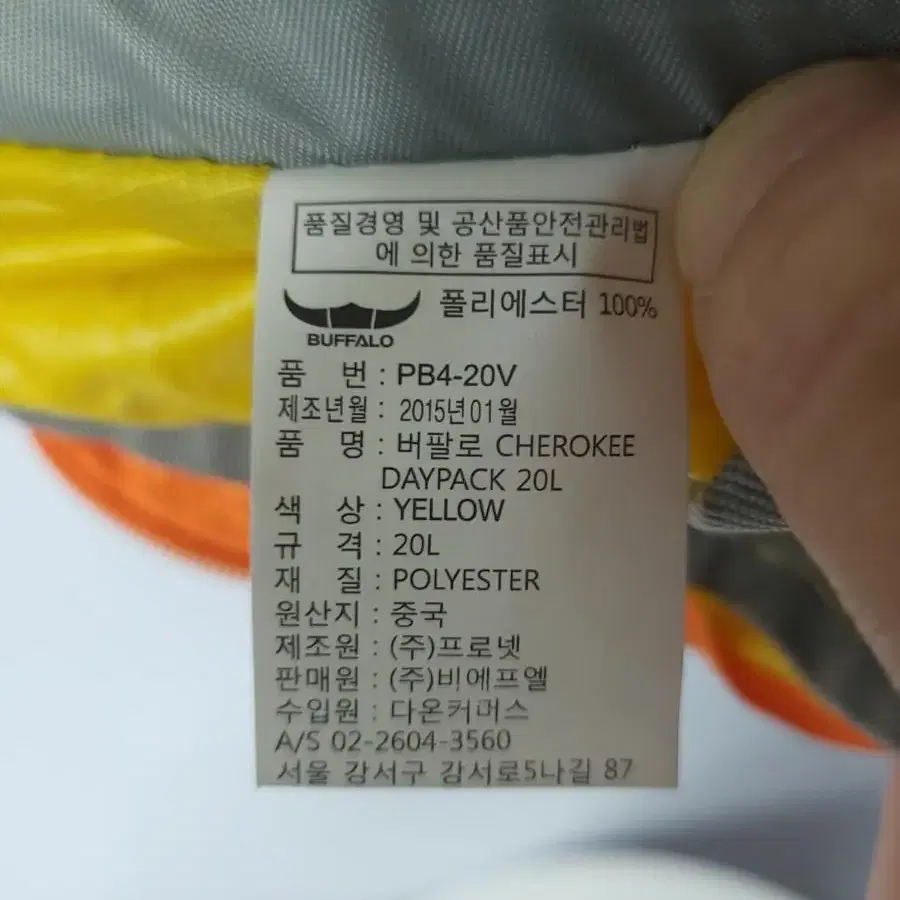 품질경영 및 공산품안전관리법
에 의한 품질표시
폴리에스터 100%
BUFFALO
품 번 : PB4-20V
제조년월 : 2015년01월
품 명 : 버팔로 CHEROKEE
DAYPACK 20L
색 상 : YELLOW
규 격 : 20L
재 질 : POLYESTER
원산지 : 중국
제조원 : (주)프로넷
판매원 : (주)비에프엘
수입원 : 다온커머스
A/S 02-2604-3560
서울 강서구 강서로5나길 87